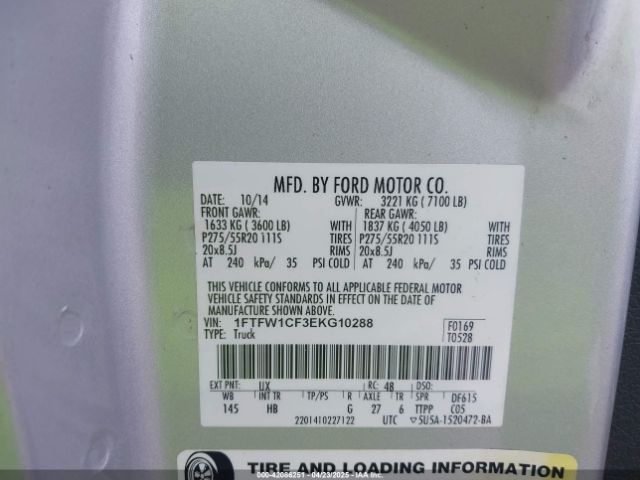 MFD. BY FORD MOTOR CO.
DATE: 10/14 GVWR: 3221 KG ( 7100 LB)
FRONT GAWR: REAR GAWR:
1633 KG ( 3600 LB) WITH 1837 KG ( 4050 LB) WITH
P275/55R20 111S TIRES P275/55R20 111S TIRES
20x8.5J RIMS 20x8.5J RIMS
AT 240 kPa/ 35 PSI COLD AT 240 kPa/ 35 PSI COLD
THIS VEHICLE CONFORMS TO ALL APPLICABLE FEDERAL MOTOR
VEHICLE SAFETY STANDARDS IN EFFECT ON THE DATE OF
MANUFACTURE SHOWN ABOVE.
VIN: 1FTFW1CF3EKG10288 F0169
TYPE: Truck T0528
EXT PNT: UX RC: 48 DSO:
WB INT TR TP/PS R AXLE TR SPR DF615
145 HB G 27 6 TTPP C05
2201410227122 UTC ▽5U5A-1520472-BA
TIRE AND LOADING INFORMATION
000-42086251 - 04/23/2025 - IAAI.com